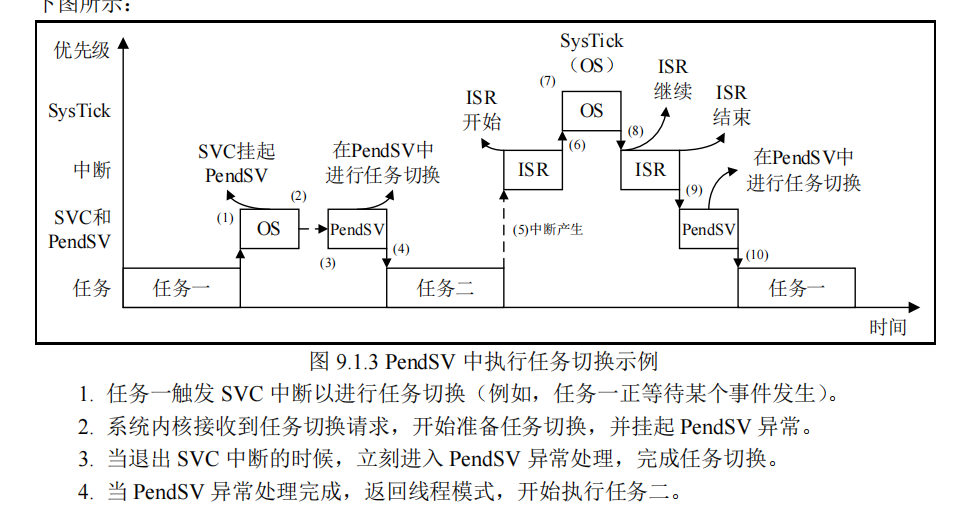 下图所示：
优先级
SysTick
中断
SVC和
PendSV
任务
SVC挂起
PendSV
(1)
(2)
OS
(3)
在PendSV中
进行任务切换
PendSV
(4)
任务一
任务二
ISR
开始
ISR
(5)中断产生
(6)
(7)
SysTick
（OS）
OS
(8)
ISR
继续
ISR
结束
ISR
(9)
在PendSV中
进行任务切换
PendSV
(10)
任务一
时间
图 9.1.3 PendSV 中执行任务切换示例
1. 任务一触发 SVC 中断以进行任务切换（例如，任务一正等待某个事件发生）。
2. 系统内核接收到任务切换请求，开始准备任务切换，并挂起 PendSV 异常。
3. 当退出 SVC 中断的时候，立刻进入 PendSV 异常处理，完成任务切换。
4. 当 PendSV 异常处理完成，返回线程模式，开始执行任务二。